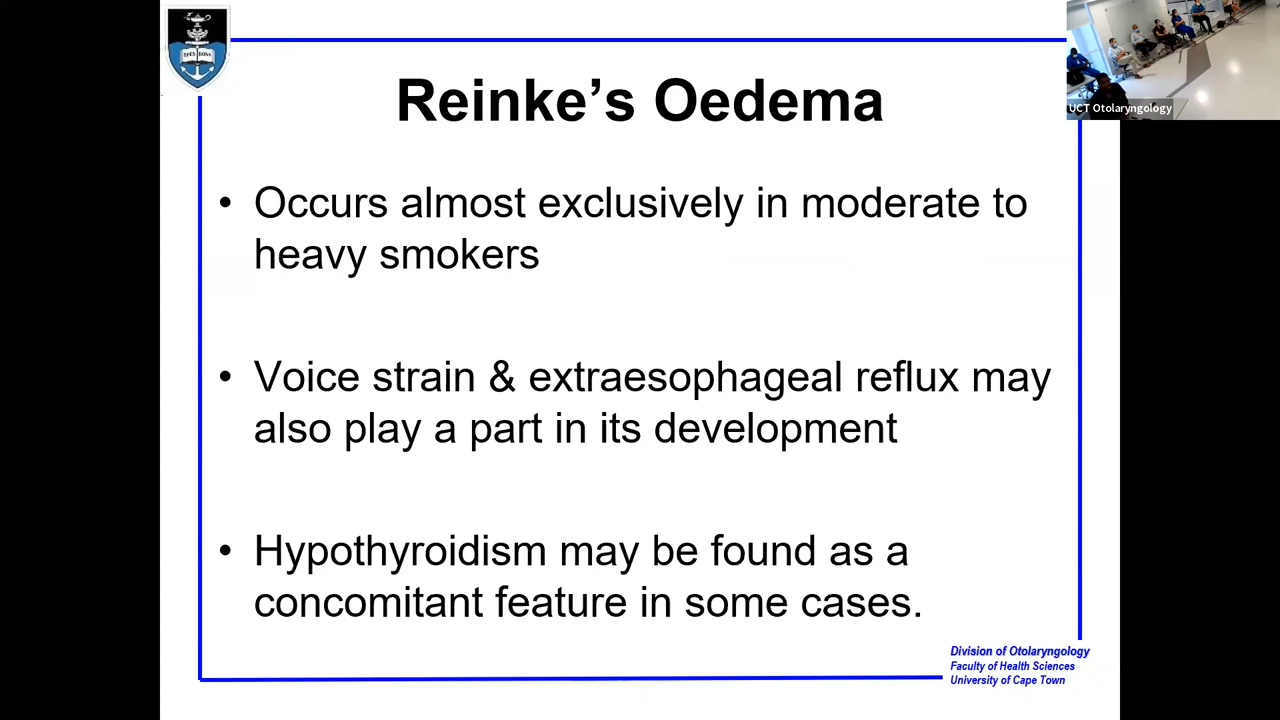 Reinke’s Oedema
• Occurs almost exclusively in moderate to
heavy smokers
• Voice strain & extraesophageal reflux may
also play a part in its development
• Hypothyroidism may be found as a
concomitant feature in some cases.
Division of Otolaryngology
Faculty of Health Sciences
University of Cape Town
UCT Otolaryngology
SPES BONA